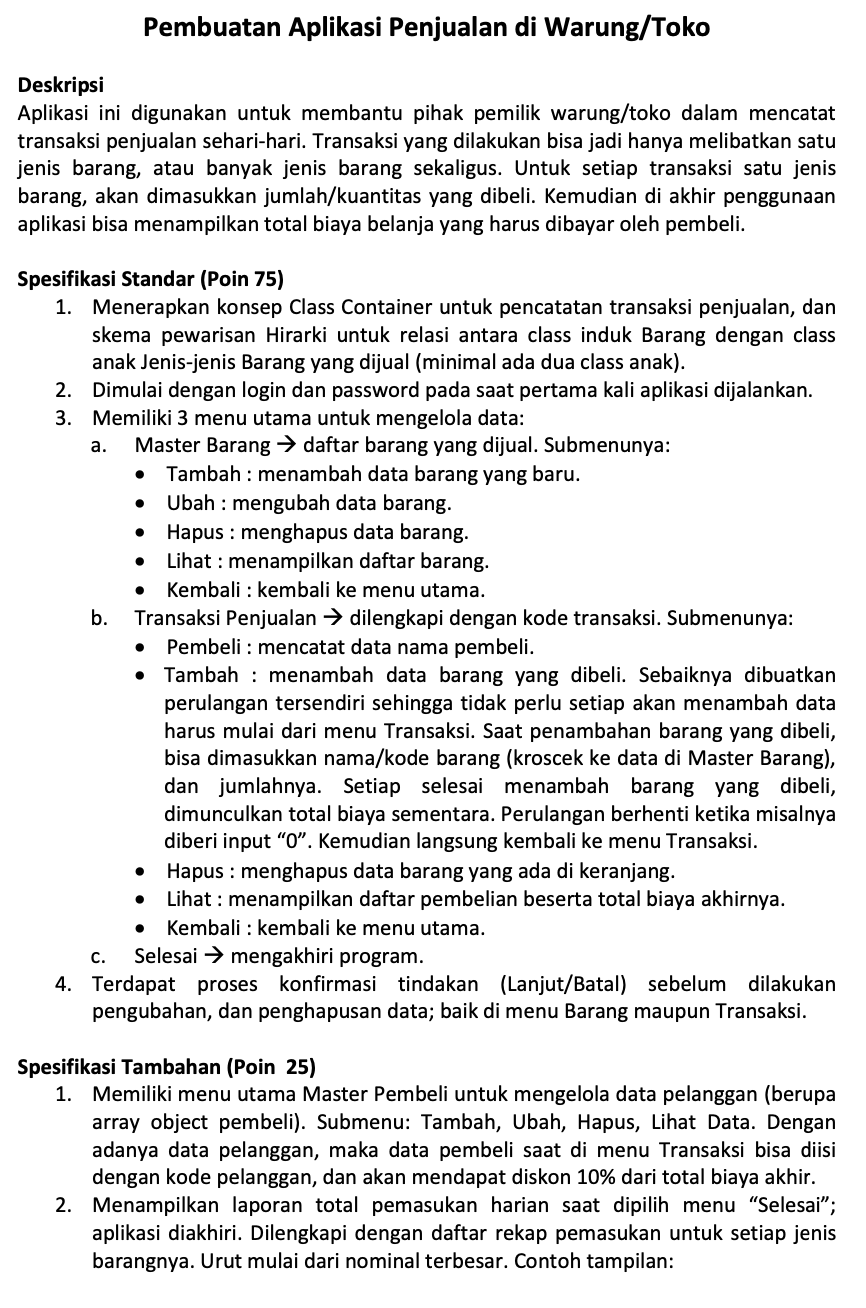 Pembuatan Aplikasi Penjualan di Warung/Toko
Deskripsi
Aplikasi ini digunakan untuk membantu pihak pemilik warung/toko dalam mencatat
transaksi penjualan sehari-hari. Transaksi yang dilakukan bisa jadi hanya melibatkan satu
jenis barang, atau banyak jenis barang sekaligus. Untuk setiap transaksi satu jenis
barang, akan dimasukkan jumlah/kuantitas yang dibeli. Kemudian di akhir penggunaan
aplikasi bisa menampilkan total biaya belanja yang harus dibayar oleh pembeli.
Spesifikasi Standar (Poin 75)
1. Menerapkan konsep Class Container untuk pencatatan transaksi penjualan, dan
skema pewarisan Hirarki untuk relasi antara class induk Barang dengan class
anak Jenis-jenis Barang yang dijual (minimal ada dua class anak).
2. Dimulai dengan login dan password pada saat pertama kali aplikasi dijalankan.
3. Memiliki 3 menu utama untuk mengelola data:
a. Master Barang → daftar barang yang dijual. Submenunya:
• Tambah : menambah data barang yang baru.
• Ubah : mengubah data barang.
• Hapus : menghapus data barang.
• Lihat : menampilkan daftar barang.
• Kembali : kembali ke menu utama.
b. Transaksi Penjualan → dilengkapi dengan kode transaksi. Submenunya:
• Pembeli : mencatat data nama pembeli.
• Tambah : menambah data barang yang dibeli. Sebaiknya dibuatkan
perulangan tersendiri sehingga tidak perlu setiap akan menambah data
harus mulai dari menu Transaksi. Saat penambahan barang yang dibeli,
bisa dimasukkan nama/kode barang (kroscek ke data di Master Barang),
dan jumlahnya. Setiap selesai menambah barang yang dibeli,
dimunculkan total biaya sementara. Perulangan berhenti ketika misalnya
diberi input “0”. Kemudian langsung kembali ke menu Transaksi.
• Hapus : menghapus data barang yang ada di keranjang.
• Lihat : menampilkan daftar pembelian beserta total biaya akhirnya.
• Kembali : kembali ke menu utama.
c. Selesai → mengakhiri program.
4. Terdapat proses konfirmasi tindakan (Lanjut/Batal) sebelum dilakukan
pengubahan, dan penghapusan data; baik di menu Barang maupun Transaksi.
Spesifikasi Tambahan (Poin 25)
1. Memiliki menu utama Master Pembeli untuk mengelola data pelanggan (berupa
array object pembeli). Submenu: Tambah, Ubah, Hapus, Lihat Data. Dengan
adanya data pelanggan, maka data pembeli saat di menu Transaksi bisa diisi
dengan kode pelanggan, dan akan mendapat diskon 10% dari total biaya akhir.
2. Menampilkan laporan total pemasukan harian saat dipilih menu “Selesai”;
aplikasi diakhiri. Dilengkapi dengan daftar rekap pemasukan untuk setiap jenis
barangnya. Urut mulai dari nominal terbesar. Contoh tampilan: